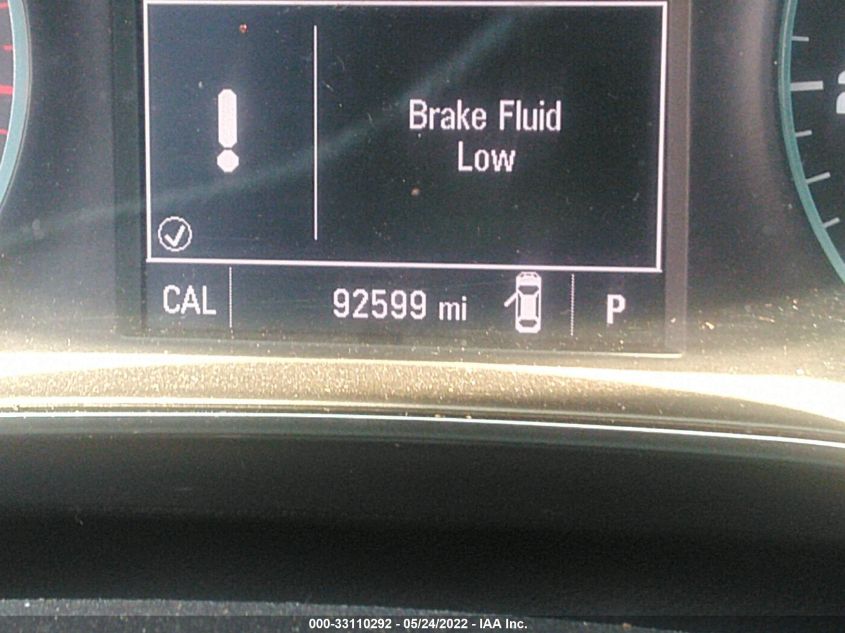 Brake Fluid
Low
CAL 92599 mi P
000-33110292 - 05/24/2022 - IAA Inc.